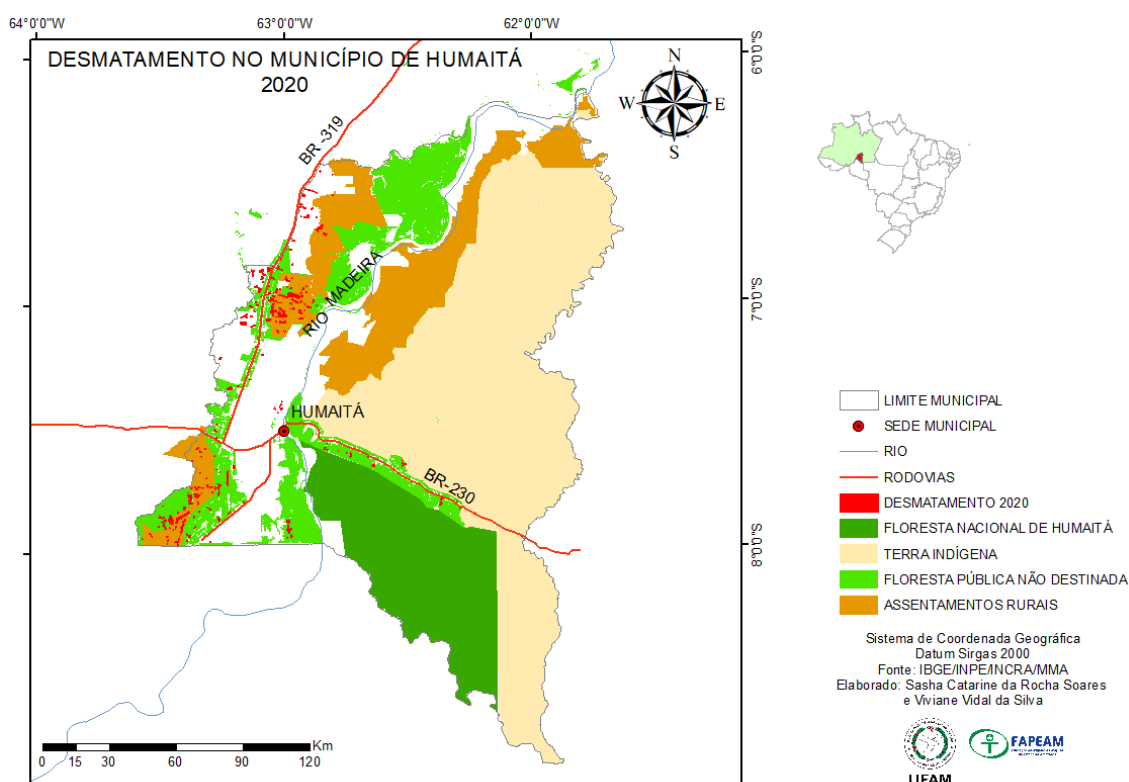 64°0'0"W 63°0'0"W 62°0'0"W
DESMATAMENTO NO MUNICÍPIO DE HUMAITÁ
2020
N
W E
S
6°0'0"S
BR -319
RIO MADEIRA
7°0'0"S
HUMAITÁ
BR-230
8°0'0"S
Km
0 15 30 60 90 120
LIMTE MUNICIPAL
SEDE MUNICIPAL
RIO
RODOVIAS
DESMATAMENTO 2020
FLORESTA NACIONAL DE HUMAITÁ
TERRA INDÍGENA
FLORESTA PÚBLICA NÃO DESTINADA
ASSENTAMENTOS RURAIS
Sistema de Coordenada Geográfica
Datum Sirgas 2000
Fonte: IBGE/INPE/INCRA/MMA
Elaborado: Sasha Catarine da Rocha Soares
e Viviane Vidal da Silva
FAPEAM
UFAM